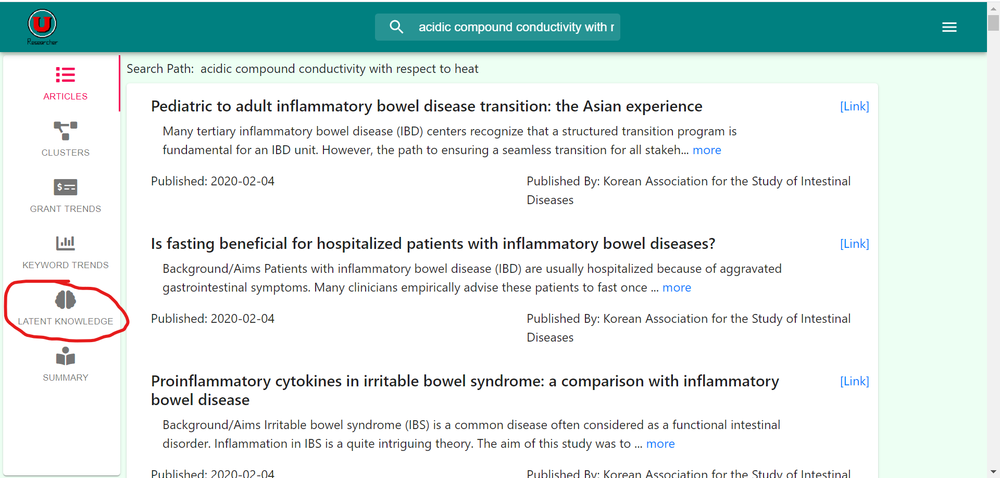 U
Researcher
acidic compound conductivity with r
ARTICLES
CLUSTERS
GRANT TRENDS
KEYWORD TRENDS
LATENT KNOWLEDGE
SUMMARY
Search Path: acidic compound conductivity with respect to heat
Pediatric to adult inflammatory bowel disease transition: the Asian experience [Link]
Many tertiary inflammatory bowel disease (IBD) centers recognize that a structured transition program is
fundamental for an IBD unit. However, the path to ensuring a seamless transition for all stakeh... more
Published: 2020-02-04 Published By: Korean Association for the Study of Intestinal
Diseases
Is fasting beneficial for hospitalized patients with inflammatory bowel diseases? [Link]
Background/Aims Patients with inflammatory bowel disease (IBD) are usually hospitalized because of aggravated
gastrointestinal symptoms. Many clinicians empirically advise these patients to fast once ... more
Published: 2020-02-04 Published By: Korean Association for the Study of Intestinal
Diseases
Proinflammatory cytokines in irritable bowel syndrome: a comparison with inflammatory [Link]
bowel disease
Background/Aims Irritable bowel syndrome (IBS) is a common disease often considered as a functional intestinal
disorder. Inflammation in IBS is a quite intriguing theory. The aim of this study was to ... more
Published: 2020-02-04 Published By: Korean Association for the Study of Intestinal